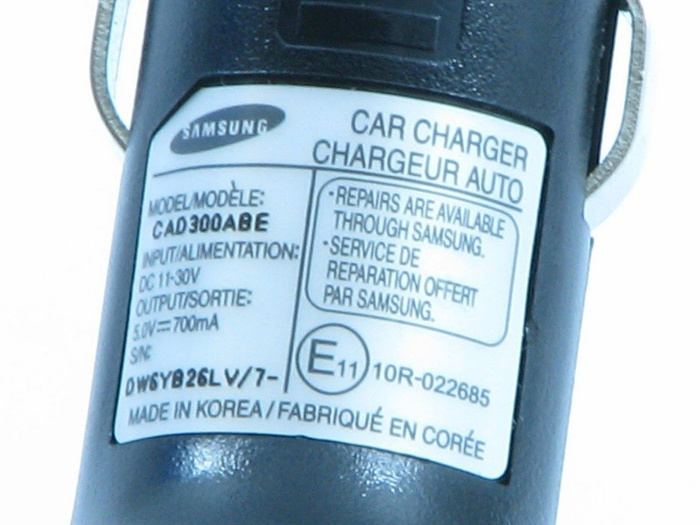 SAMSUNG
CAR CHARGER
CHARGEUR AUTO
MODEL/MODÈLE:
CAD300ABE
INPUT/ALIMENTATION:
DC 11-30V
OUTPUT/SORTIE:
5.0V⎓700mA
S/N:
DW6YB26LV/7-
-REPAIRS ARE AVAILABLE
THROUGH SAMSUNG.
-SERVICE DE
REPARATION OFFERT
PAR SAMSUNG.
E11 10R-022685
MADE IN KOREA/FABRIQUÉ EN CORÉE